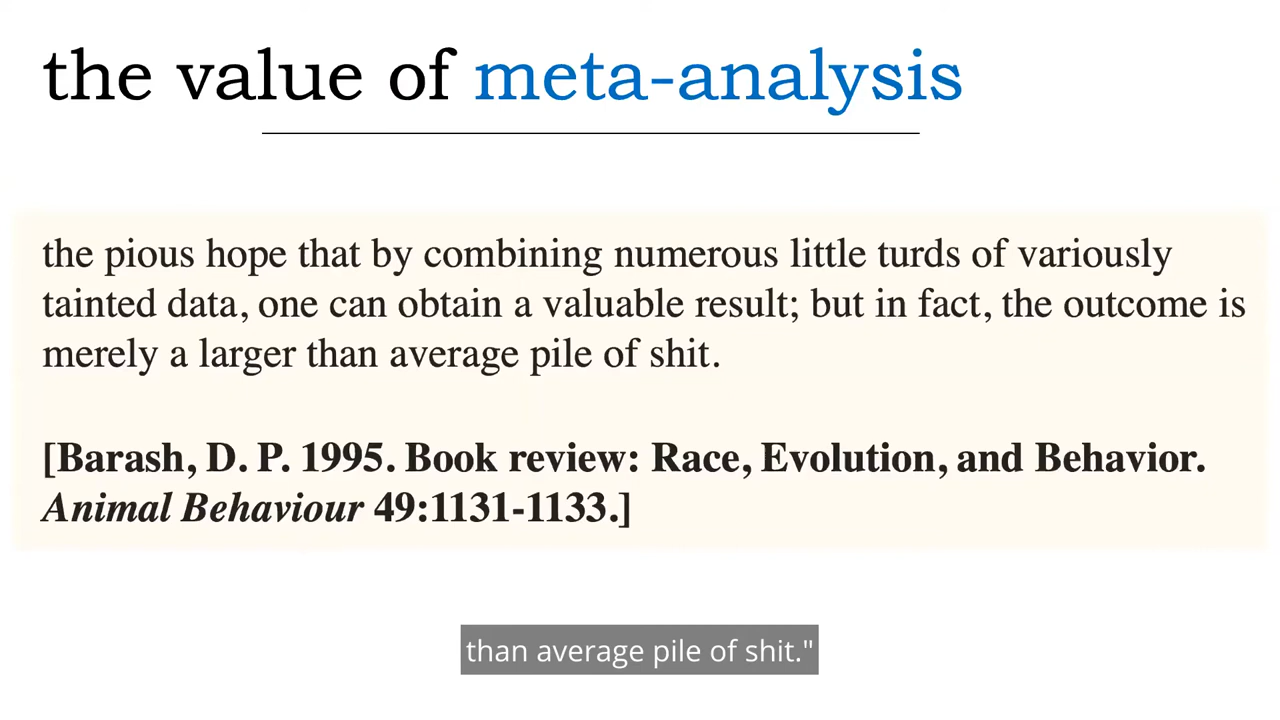 the value of meta-analysis
the pious hope that by combining numerous little turds of variously
tainted data, one can obtain a valuable result; but in fact, the outcome is
merely a larger than average pile of shit.
[Barash, D. P. 1995. Book review: Race, Evolution, and Behavior.
Animal Behaviour 49:1131-1133.]
than average pile of shit."